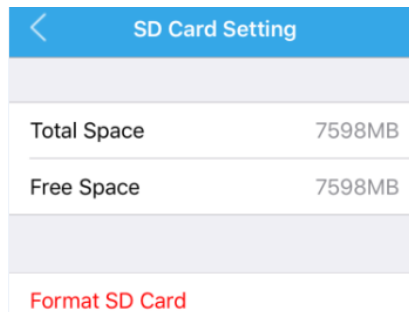 SD Card Setting
Total Space 7598MB
Free Space 7598MB
Format SD Card